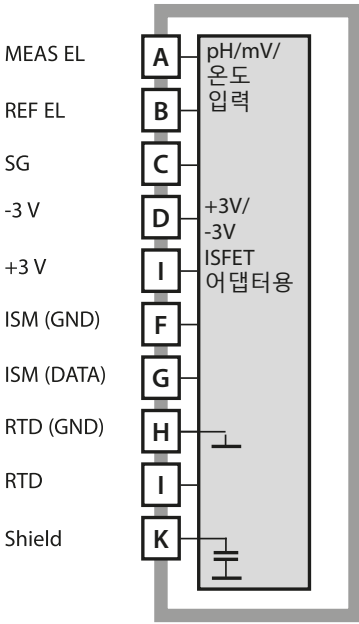 MEAS EL
A
pH/mV/
온도
입력
REF EL
B
SG
C
-3 V
D
+3V/
-3V
ISFET
어댑터용
+3 V
I
ISM (GND)
F
ISM (DATA)
G
RTD (GND)
H
RTD
I
Shield
K